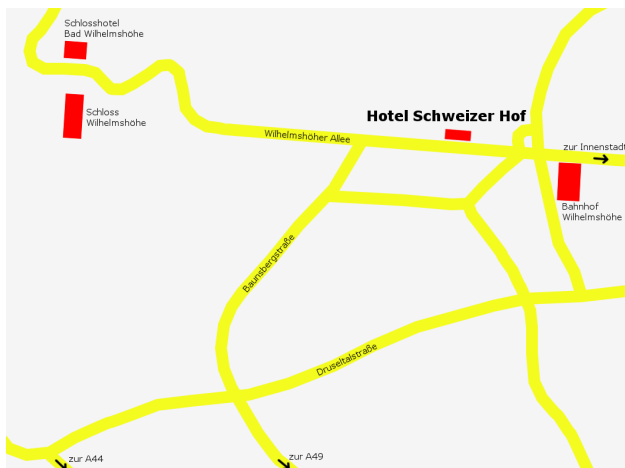 Schlosshotel
Bad Wilhelmshöhe
Schloss
Wilhelmshöhe
Hotel Schweizer Hof
Wilhelmshöher Allee
zur Innenstadt
Bahnhof
Wilhelmshöhe
Baunsbergstraße
Druseltalstraße
zur A44
zur A49